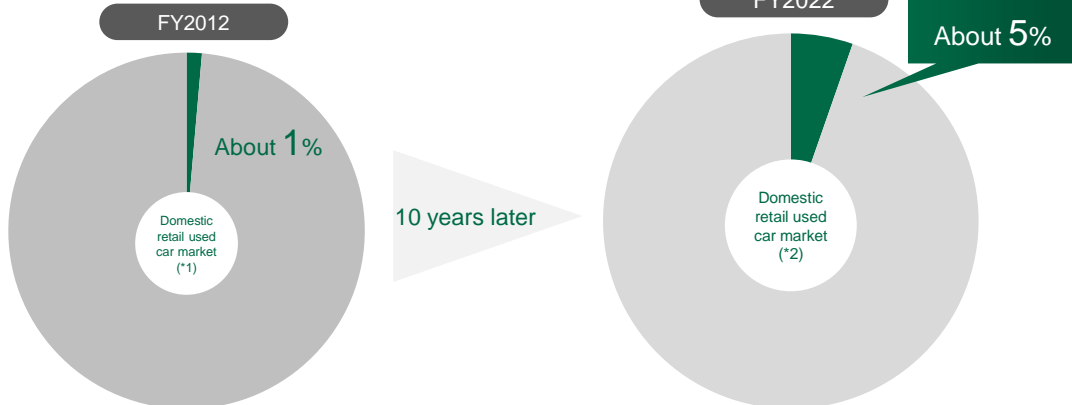 FY2012
About 1%
Domestic
retail used
car market
(*1)
10 years later
FY2022
About 5%
Domestic
retail used
car market
(*2)